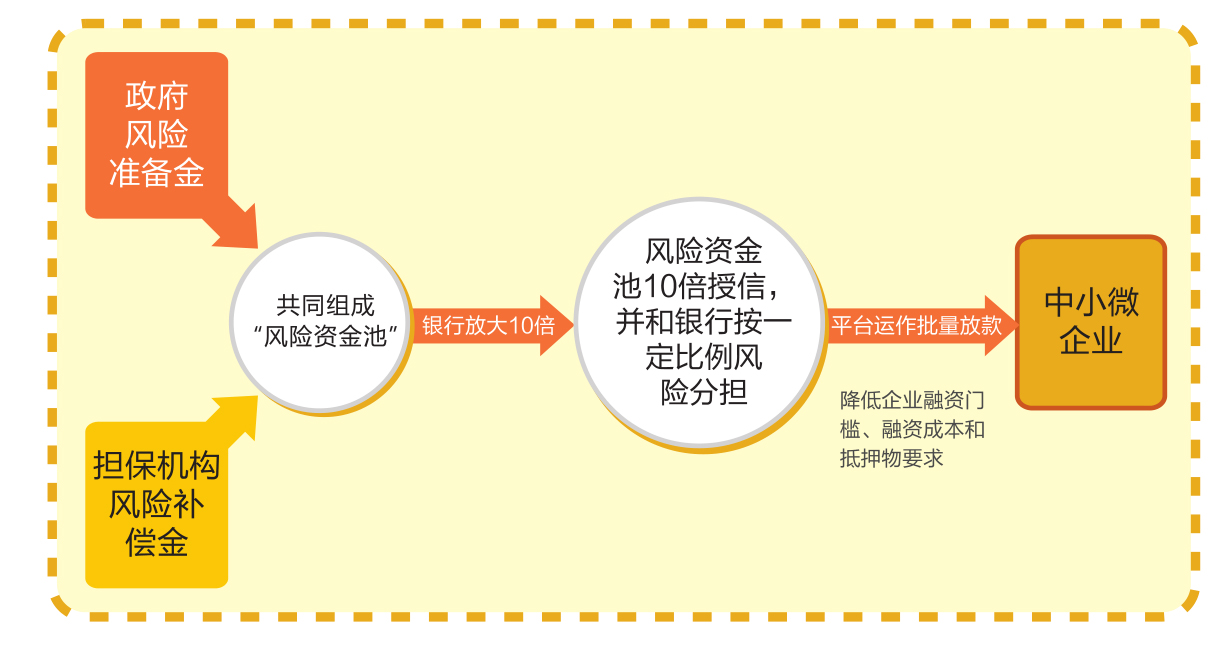 政府
风险
准备金
担保机构
风险补
偿金
共同组成
“风险资金池”
银行放大10倍
风险资金
池10倍授信，
并和银行按一
定比例风
险分担
平台运作批量放款
降低企业融资门
槛、融资成本和
抵押物要求
中小微
企业